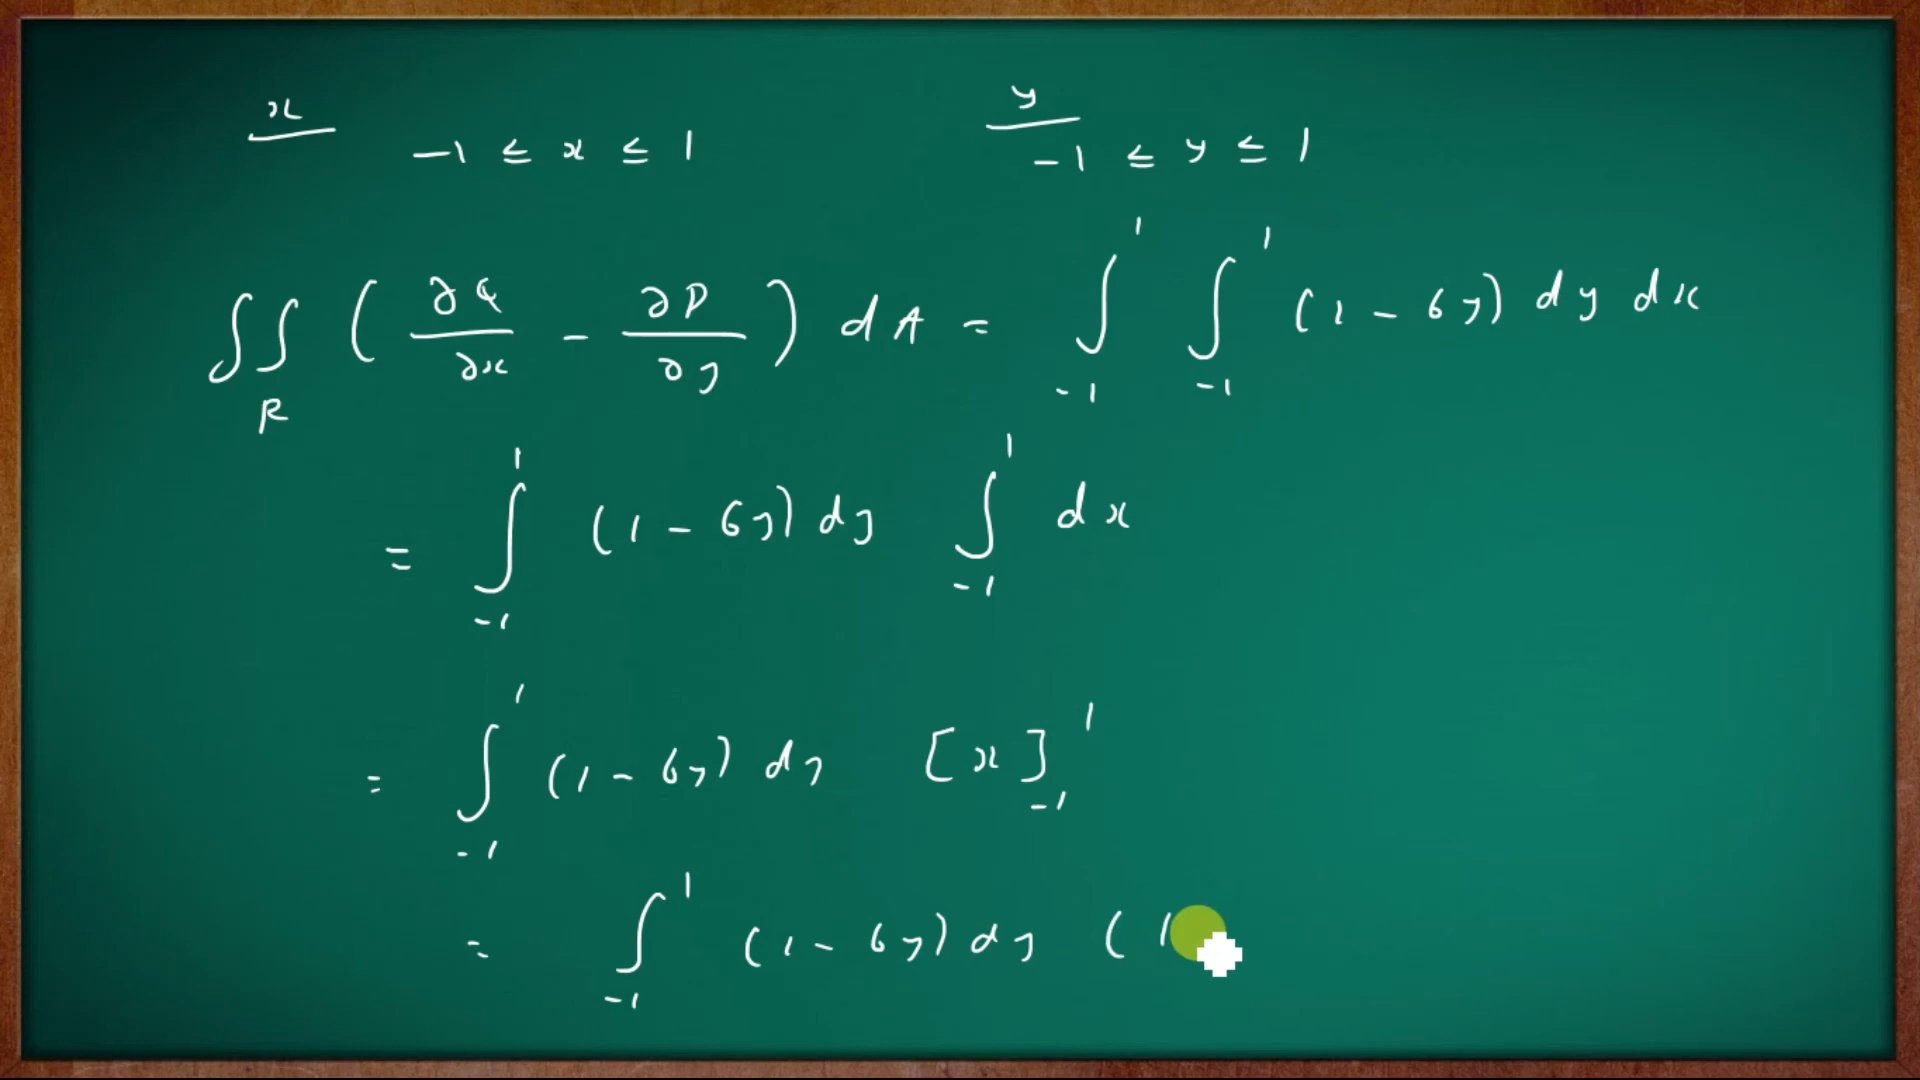 x y
-1 ≤ x ≤ 1 -1 ≤ y ≤ 1
∬_R ( ∂Q/∂x - ∂P/∂y ) dA = ∫_{-1}^{1} ∫_{-1}^{1} (1 - 6y) dy dx
= ∫_{-1}^{1} (1 - 6y) dy ∫_{-1}^{1} dx
= ∫_{-1}^{1} (1 - 6y) dy [x]_{-1}^{1}
= ∫_{-1}^{1} (1 - 6y) dy ( 1